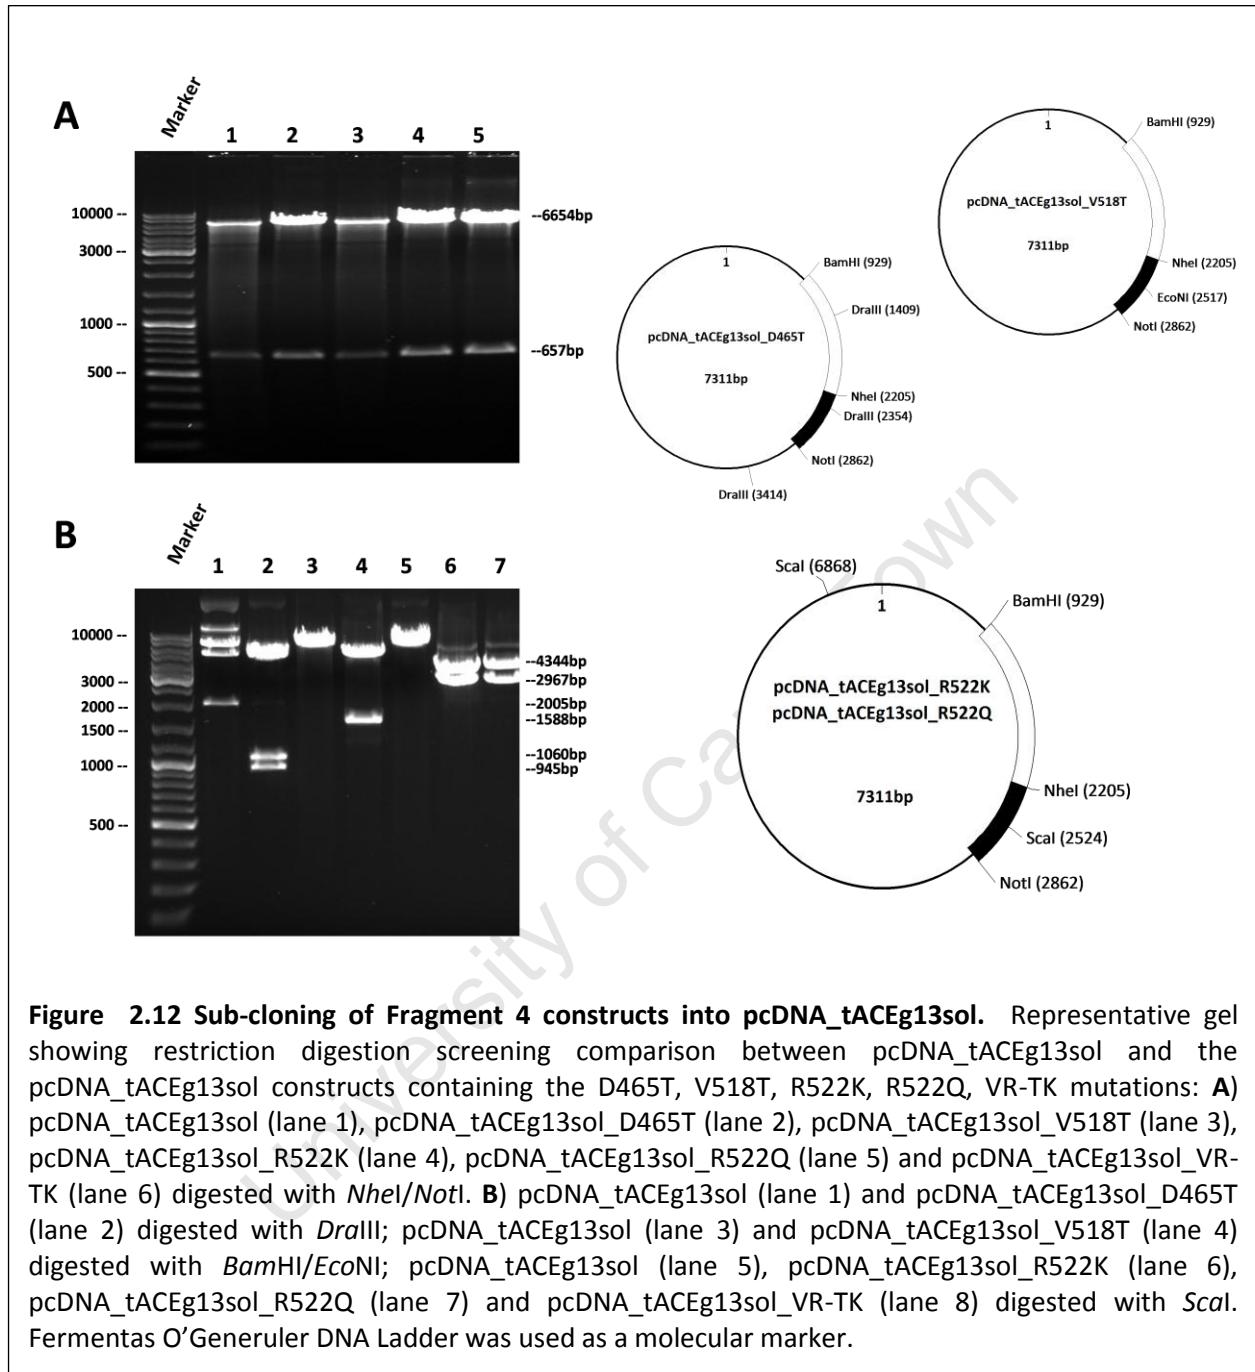 A
Marker
1 2 3 4 5
10000 --
3000 --
1000 --
500 --
--6654bp
--657bp
1
BamHI (929)
pcDNA_tACEg13sol_V518T
7311bp
NheI (2205)
EcoNI (2517)
NotI (2862)
1
BamHI (929)
DraIII (1409)
pcDNA_tACEg13sol_D465T
7311bp
NheI (2205)
DraIII (2354)
NotI (2862)
DraIII (3414)
B
Marker
1 2 3 4 5 6 7
10000 --
3000 --
2000 --
1500 --
1000 --
500 --
--4344bp
--2967bp
--2005bp
--1588bp
--1060bp
--945bp
ScaI (6868)
1
BamHI (929)
pcDNA_tACEg13sol_R522K
pcDNA_tACEg13sol_R522Q
7311bp
NheI (2205)
ScaI (2524)
NotI (2862)
University of Cape Town
Figure 2.12 Sub-cloning of Fragment 4 constructs into pcDNA_tACEg13sol. Representative gel
showing restriction digestion screening comparison between pcDNA_tACEg13sol and the
pcDNA_tACEg13sol constructs containing the D465T, V518T, R522K, R522Q, VR-TK mutations: A)
pcDNA_tACEg13sol (lane 1), pcDNA_tACEg13sol_D465T (lane 2), pcDNA_tACEg13sol_V518T (lane 3),
pcDNA_tACEg13sol_R522K (lane 4), pcDNA_tACEg13sol_R522Q (lane 5) and pcDNA_tACEg13sol_VR-
TK (lane 6) digested with NheI/NotI. B) pcDNA_tACEg13sol (lane 1) and pcDNA_tACEg13sol_D465T
(lane 2) digested with DraIII; pcDNA_tACEg13sol (lane 3) and pcDNA_tACEg13sol_V518T (lane 4)
digested with BamHI/EcoNI; pcDNA_tACEg13sol (lane 5), pcDNA_tACEg13sol_R522K (lane 6),
pcDNA_tACEg13sol_R522Q (lane 7) and pcDNA_tACEg13sol_VR-TK (lane 8) digested with ScaI.
Fermentas O'Generuler DNA Ladder was used as a molecular marker.